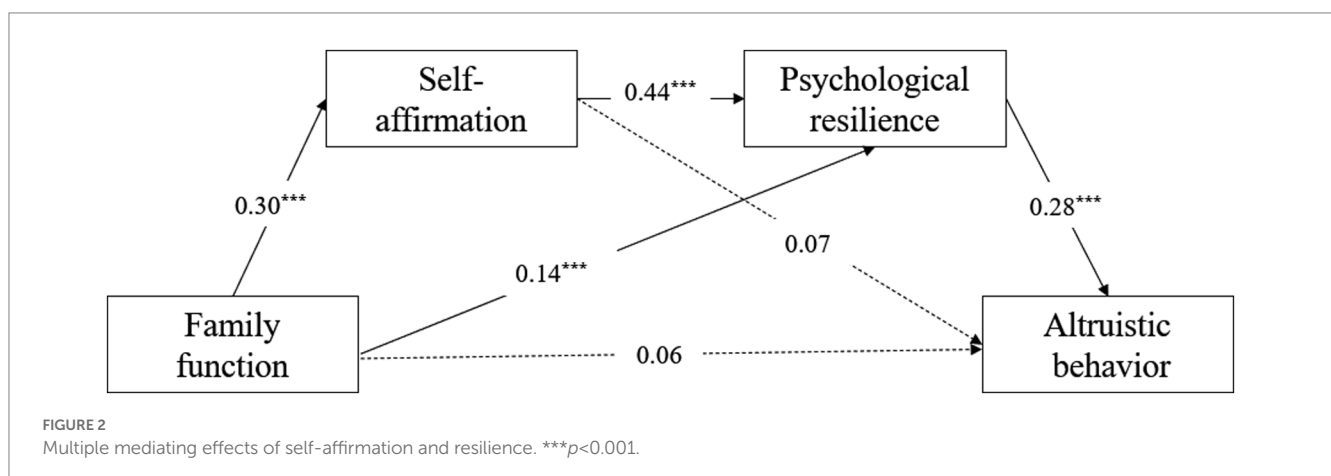 Self-
affirmation
0.44***
Psychological
resilience
0.30***
0.28***
0.07
0.14***
Family
function
0.06
Altruistic
behavior
FIGURE 2
Multiple mediating effects of self-affirmation and resilience. ***p<0.001.